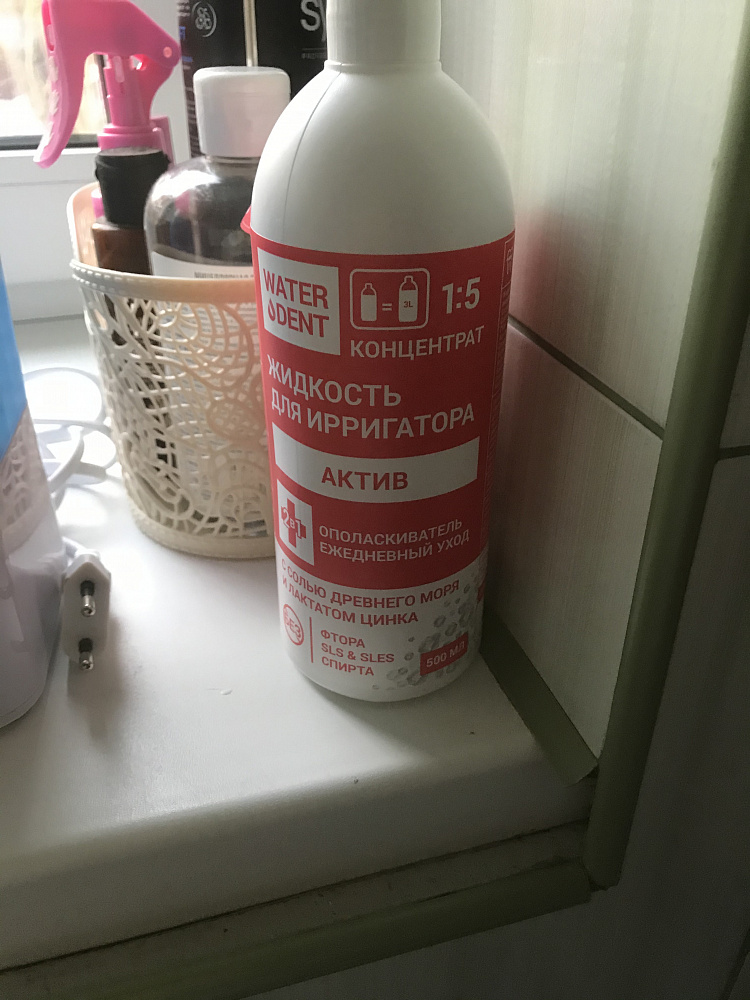 WATER
DENT
= 3L
1:5
КОНЦЕНТРАТ
ЖИДКОСТЬ
ДЛЯ ИРРИГАТОРА
АКТИВ
2в1
ОПОЛАСКИВАТЕЛЬ
ЕЖЕДНЕВНЫЙ УХОД
С СОЛЬЮ ДРЕВНЕГО МОРЯ
И ЛАКТАТОМ ЦИНКА
БЕЗ
ФТОРА
SLS & SLES
СПИРТА
500 МЛ